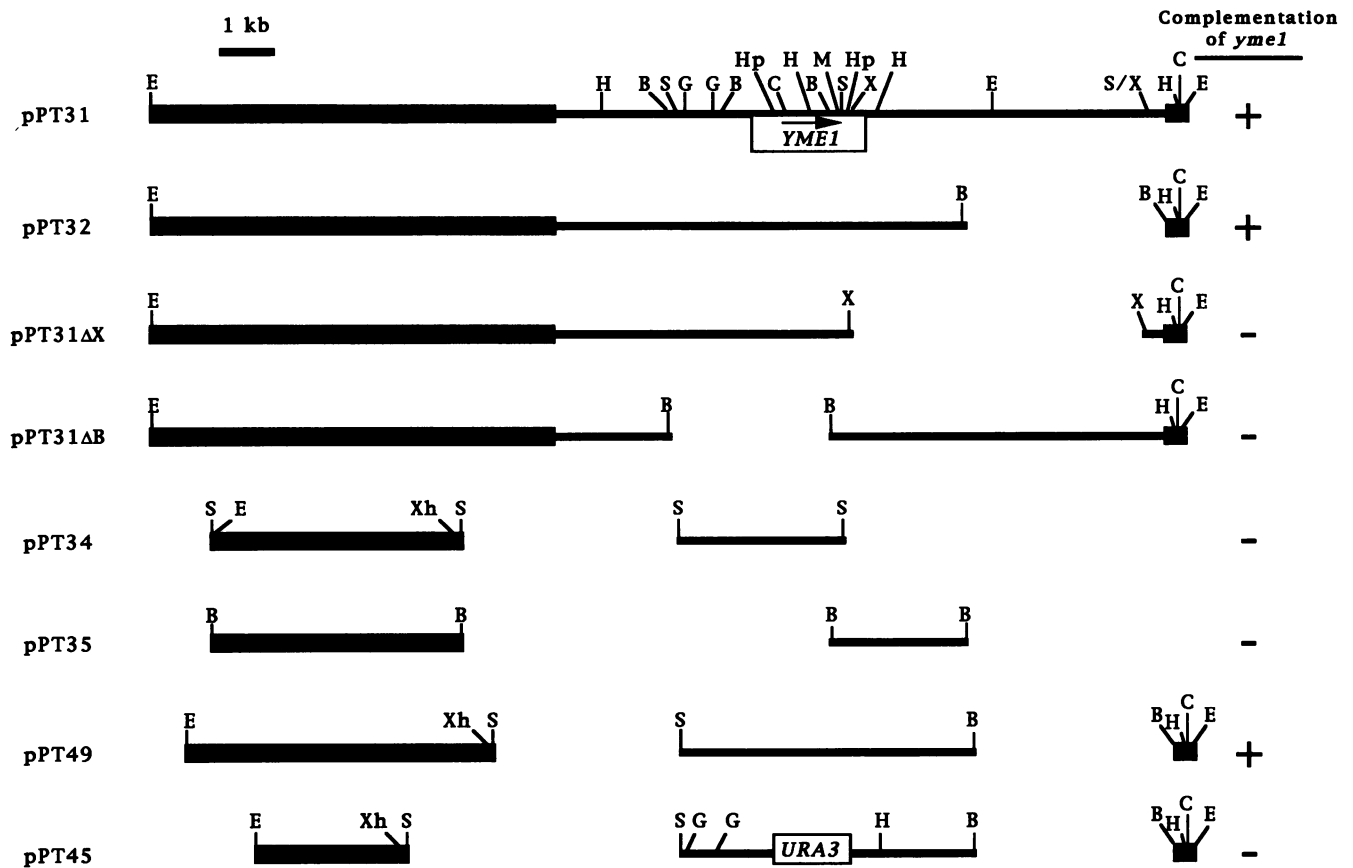 1 kb
Complementation
of yme1
Hp H M Hp H C
E H B S G G B C B S X E S/X H E
pPT31 +
YME1
C
E B B H E
pPT32 +
C
E X X H E
pPT31ΔX -
C
E B B H E
pPT31ΔB -
S E Xh S S S
pPT34 -
B B B B
pPT35 -
C
E Xh S S B B H E
pPT49 +
C
E Xh S S G G H B B H E
pPT45 URA3 -